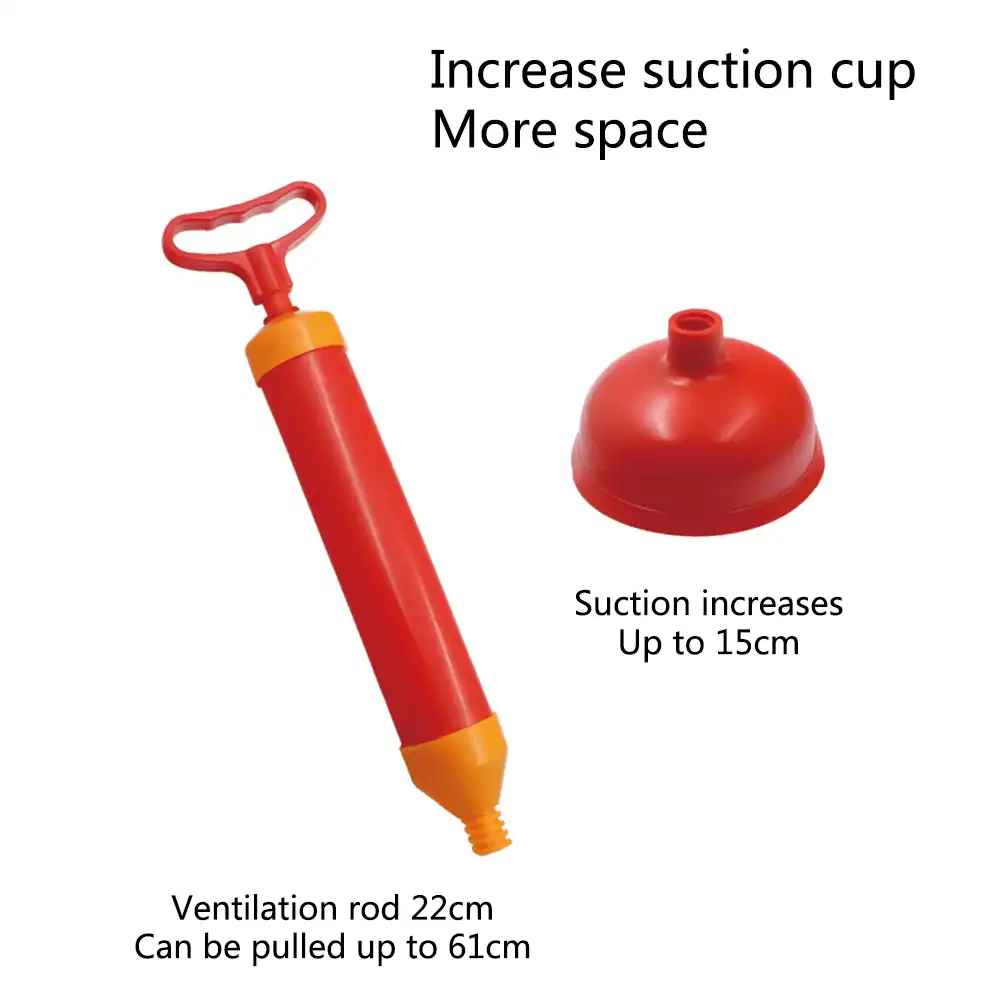 Increase suction cup
More space
Suction increases
Up to 15cm
Ventilation rod 22cm
Can be pulled up to 61cm